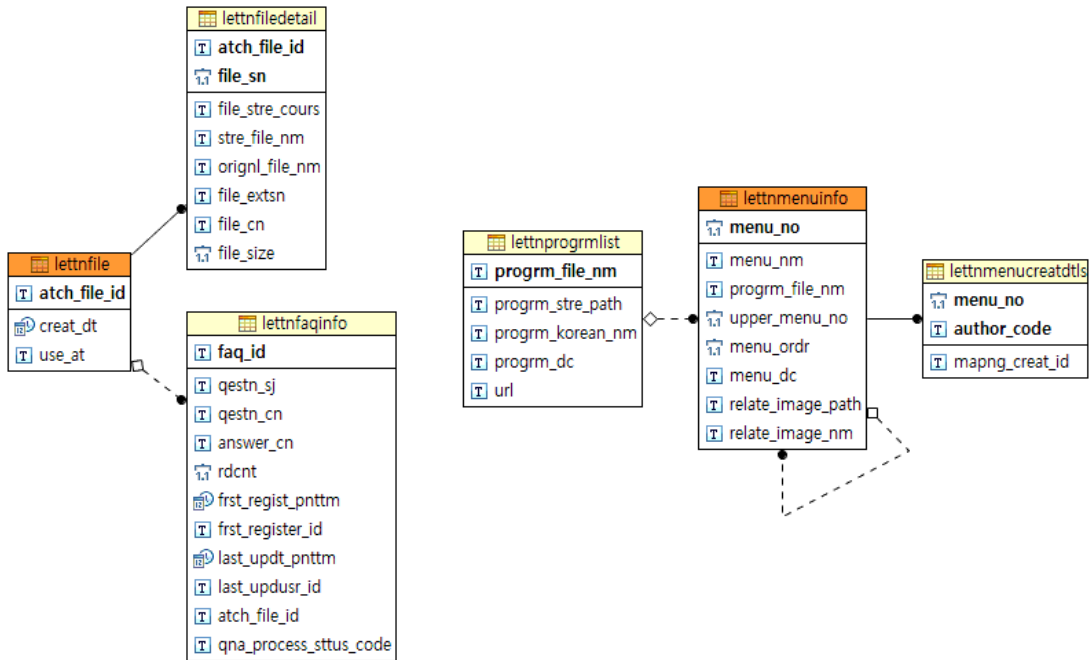 lettnfiledetail
atch_file_id
file_sn
file_stre_cours
stre_file_nm
orignl_file_nm
file_extsn
file_cn
file_size
lettnfile
atch_file_id
creat_dt
use_at
lettnfaqinfo
faq_id
qestn_sj
qestn_cn
answer_cn
rdcnt
frst_regist_pnttm
frst_register_id
last_updt_pnttm
last_updusr_id
atch_file_id
qna_process_sttus_code
lettnprogrmlist
progrm_file_nm
progrm_stre_path
progrm_korean_nm
progrm_dc
url
lettnmenuinfo
menu_no
menu_nm
progrm_file_nm
upper_menu_no
menu_ordr
menu_dc
relate_image_path
relate_image_nm
lettnmenucreatdtls
menu_no
author_code
mapng_creat_id